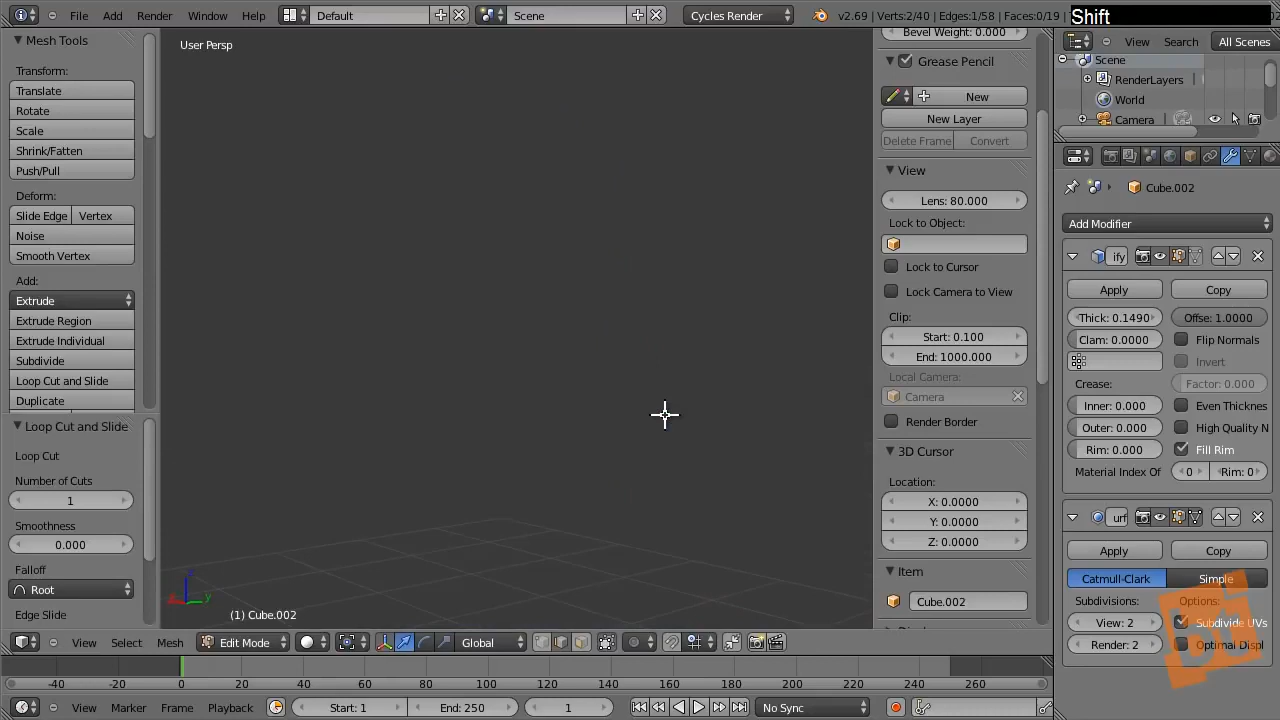 File Add Render Window Help Default Scene Cycles Render v2.69 | Verts:2/40 | Edges:1/58 | Faces:0/19
Shift
Mesh Tools
Transform:
Translate
Rotate
Scale
Shrink/Fatten
Push/Pull
Deform:
Slide Edge Vertex
Noise
Smooth Vertex
Add:
Extrude
Extrude Region
Extrude Individual
Subdivide
Loop Cut and Slide
Duplicate
Loop Cut and Slide
Loop Cut
Number of Cuts
1
Smoothness
0.000
Falloff
Root
Edge Slide
User Persp
(1) Cube.002
Bevel Weight: 0.000
Grease Pencil
New
New Layer
Delete Frame Convert
View
Lens: 80.000
Lock to Object:
Lock to Cursor
Lock Camera to View
Clip:
Start: 0.100
End: 1000.000
Local Camera:
Camera
Render Border
3D Cursor
Location:
X: 0.0000
Y: 0.0000
Z: 0.0000
Item
Cube.002
View Search All Scenes
Scene
RenderLayers
World
Camera
Cube.002
Add Modifier
ify
Apply Copy
Thick: 0.1490 Offse: 1.0000
Clam: 0.0000 Flip Normals
Invert
Crease: Factor: 0.000
Inner: 0.000 Even Thicknes
Outer: 0.000 High Quality N
Rim: 0.000 Fill Rim
Material Index Of 0 Rim: 0
urf
Apply Copy
Catmull-Clark Simple
Subdivisions: Options:
View: 2 Subdivide UVs
Render: 2 Optimal Displ
View Select Mesh Edit Mode Global
-40 -20 0 20 40 60 80 100 120 140 160 180 200 220 240 260
View Marker Frame Playback Start: 1 End: 250 1 No Sync